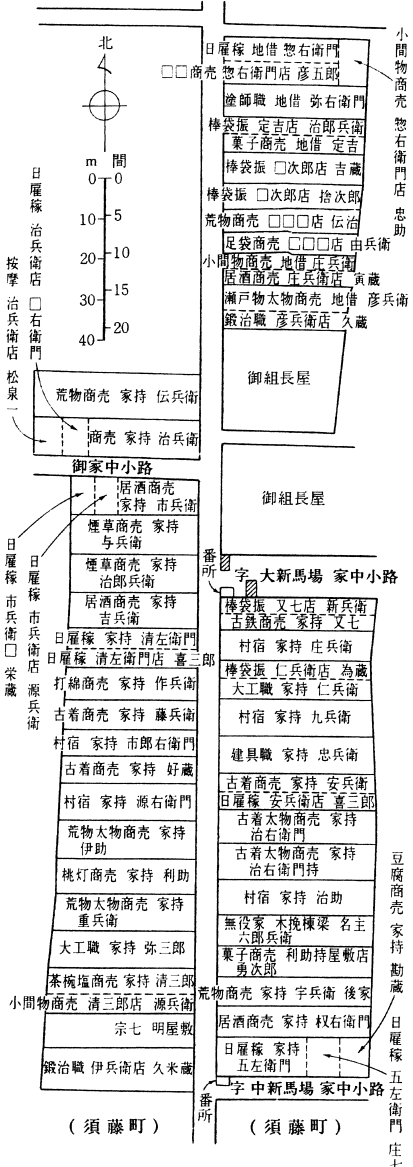 北
m 間
0 0
10 5
20 10
30 15
40 20
小間物商売 惣右衛門店 忠助
日雇稼 地借 惣右衛門
□□商売 惣右衛門店 彦五郎
塗師職 地借 弥右衛門
棒袋振 定吉店 治郎兵衛
菓子商売 地借 定吉
棒袋振 □次郎店 吉蔵
棒袋振 □次郎店 捨次郎
荒物商売 □□□店 伝治
足袋商売 □□□店 由兵衛
小間物商売 地借 庄兵衛
居酒商売 庄兵衛店 寅蔵
瀬戸物太物商売 地借 彦兵衛
鍛治職 彦兵衛店 久蔵
御組長屋
御組長屋
日雇稼 治兵衛店 □右衛門
按摩 治兵衛店 松泉一
荒物商売 家持 伝兵衛
商売 家持 治兵衛
御家中小路
居酒商売
家持 市兵衛
煙草商売 家持
与兵衛
煙草商売 家持
治郎兵衛
居酒商売 家持
吉兵衛
日雇稼 家持 清左衛門
日雇稼 清左衛門店 喜三郎
打綿商売 家持 作兵衛
古着商売 家持 藤兵衛
村宿 家持 市郎右衛門
古着商売 家持 好蔵
村宿 家持 源右衛門
荒物太物商売 家持
伊助
桃灯商売 家持 利助
荒物太物商売 家持
重兵衛
大工職 家持 弥三郎
茶椀塩商売 家持 清三郎
小間物商売 清三郎店 源兵衛
宗七 明屋敷
鍛治職 伊兵衛店 久米蔵
日雇稼 市兵衛店 源兵衛
日雇稼 市兵衛□ 栄蔵
(須藤町)
番所
字 大新馬場 家中小路
棒袋振 又七店 新兵衛
古鉄商売 家持 又七
村宿 家持 庄兵衛
棒袋振 仁兵衛店 為蔵
大工職 家持 仁兵衛
村宿 家持 九兵衛
建具職 家持 忠兵衛
古着商売 家持 安兵衛
日雇稼 安兵衛店 喜三郎
古着太物商売 家持
治右衛門
古着太物商売 家持
治右衛門持
村宿 家持 治助
無役家 木挽棟梁 名主
六郎兵衛
菓子商売 利助持屋敷店
勇次郎
荒物商売 家持 宇兵衛 後家
居酒商売 家持 杈右衛門
日雇稼 家持
五左衛門
豆腐商売 家持 勘蔵
日雇稼 五左衛門 庄七
番所
字 中新馬場 家中小路
(須藤町)